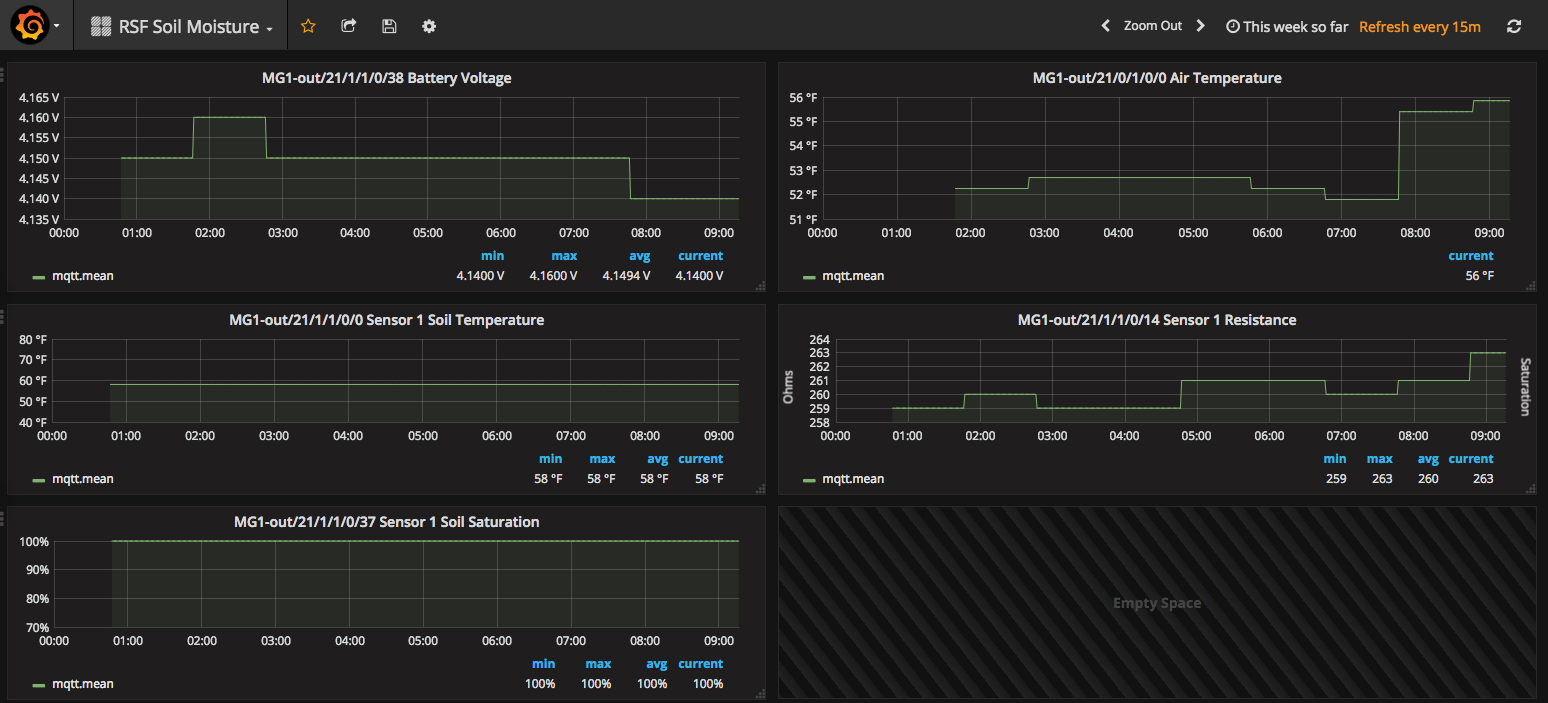 RSF Soil Moisture
Zoom Out
This week so far
Refresh every 15m
MG1-out/21/1/1/0/38 Battery Voltage
4.165 V
4.160 V
4.155 V
4.150 V
4.145 V
4.140 V
4.135 V
00:00 01:00 02:00 03:00 04:00 05:00 06:00 07:00 08:00 09:00
min max avg current
mqtt.mean 4.1400 V 4.1600 V 4.1494 V 4.1400 V
MG1-out/21/0/1/0/0 Air Temperature
56 °F
55 °F
54 °F
53 °F
52 °F
51 °F
00:00 01:00 02:00 03:00 04:00 05:00 06:00 07:00 08:00 09:00
current
mqtt.mean 56 °F
MG1-out/21/1/1/0/0 Sensor 1 Soil Temperature
80 °F
70 °F
60 °F
50 °F
40 °F
00:00 01:00 02:00 03:00 04:00 05:00 06:00 07:00 08:00 09:00
min max avg current
mqtt.mean 58 °F 58 °F 58 °F 58 °F
MG1-out/21/1/1/0/14 Sensor 1 Resistance
Ohms
264
263
262
261
260
259
258
Saturation
00:00 01:00 02:00 03:00 04:00 05:00 06:00 07:00 08:00 09:00
min max avg current
mqtt.mean 259 263 260 263
MG1-out/21/1/1/0/37 Sensor 1 Soil Saturation
100%
90%
80%
70%
00:00 01:00 02:00 03:00 04:00 05:00 06:00 07:00 08:00 09:00
min max avg current
mqtt.mean 100% 100% 100% 100%
Empty Space